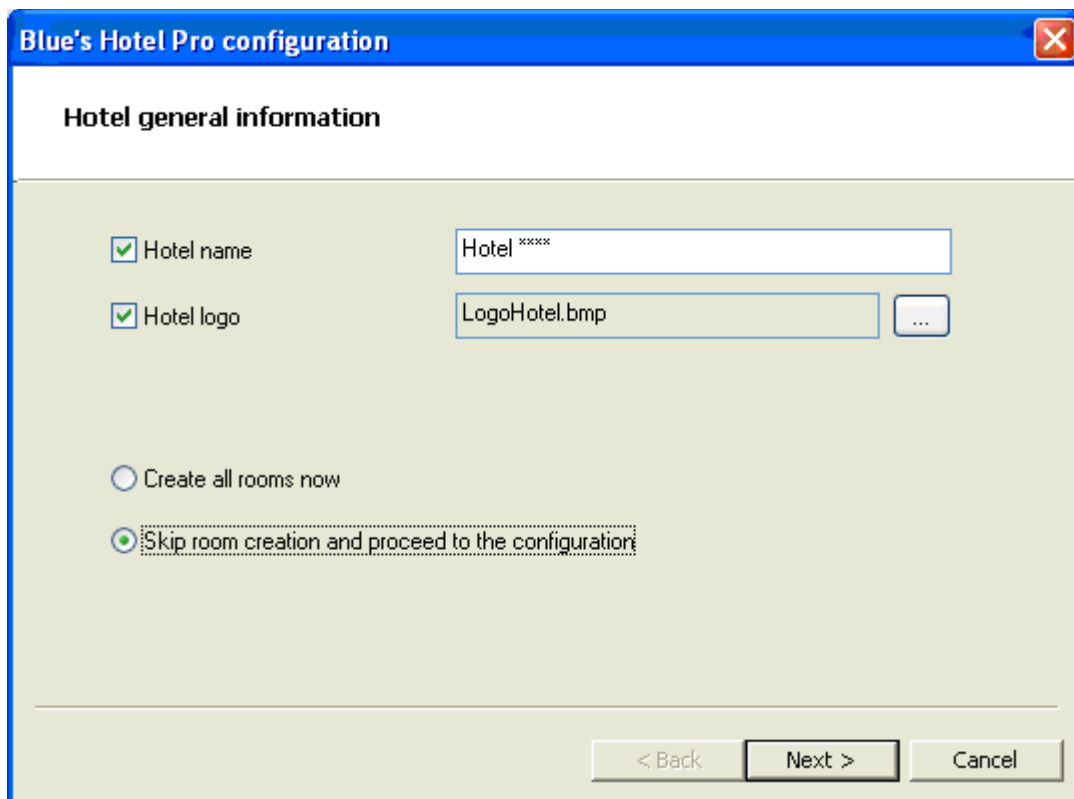 Blue's Hotel Pro configuration
Hotel general information
Hotel name Hotel ****
Hotel logo LogoHotel.bmp ...
Create all rooms now
Skip room creation and proceed to the configuration
< Back Next > Cancel